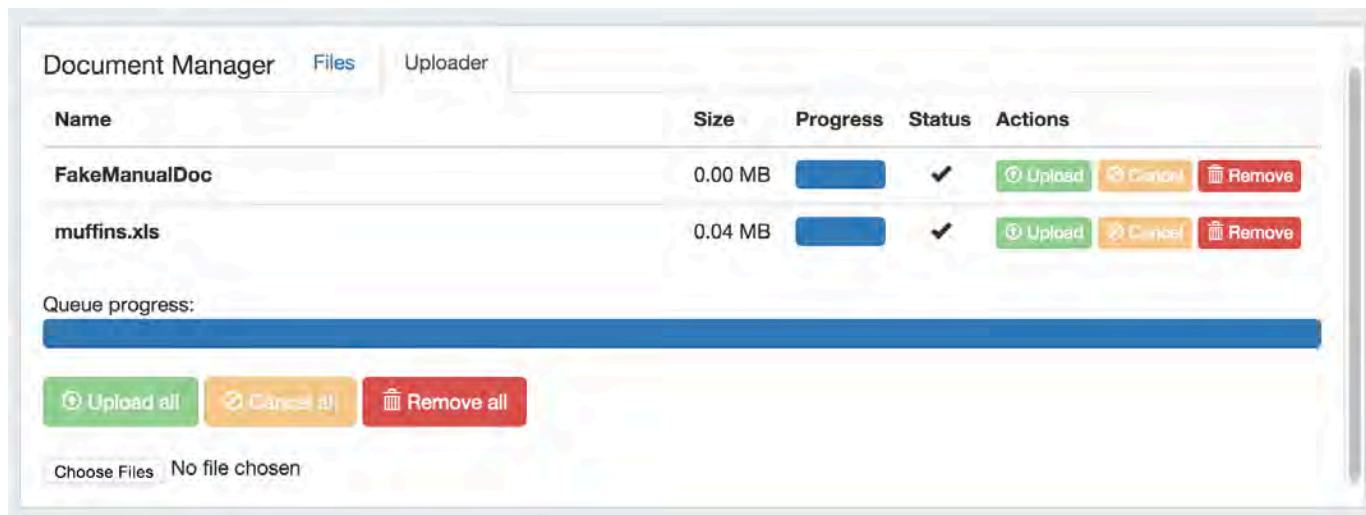 Document Manager Files Uploader
Name Size Progress Status Actions
FakeManualDoc 0.00 MB Upload Cancel Remove
muffins.xls 0.04 MB Upload Cancel Remove
Queue progress:
Upload all Cancel all Remove all
Choose Files No file chosen